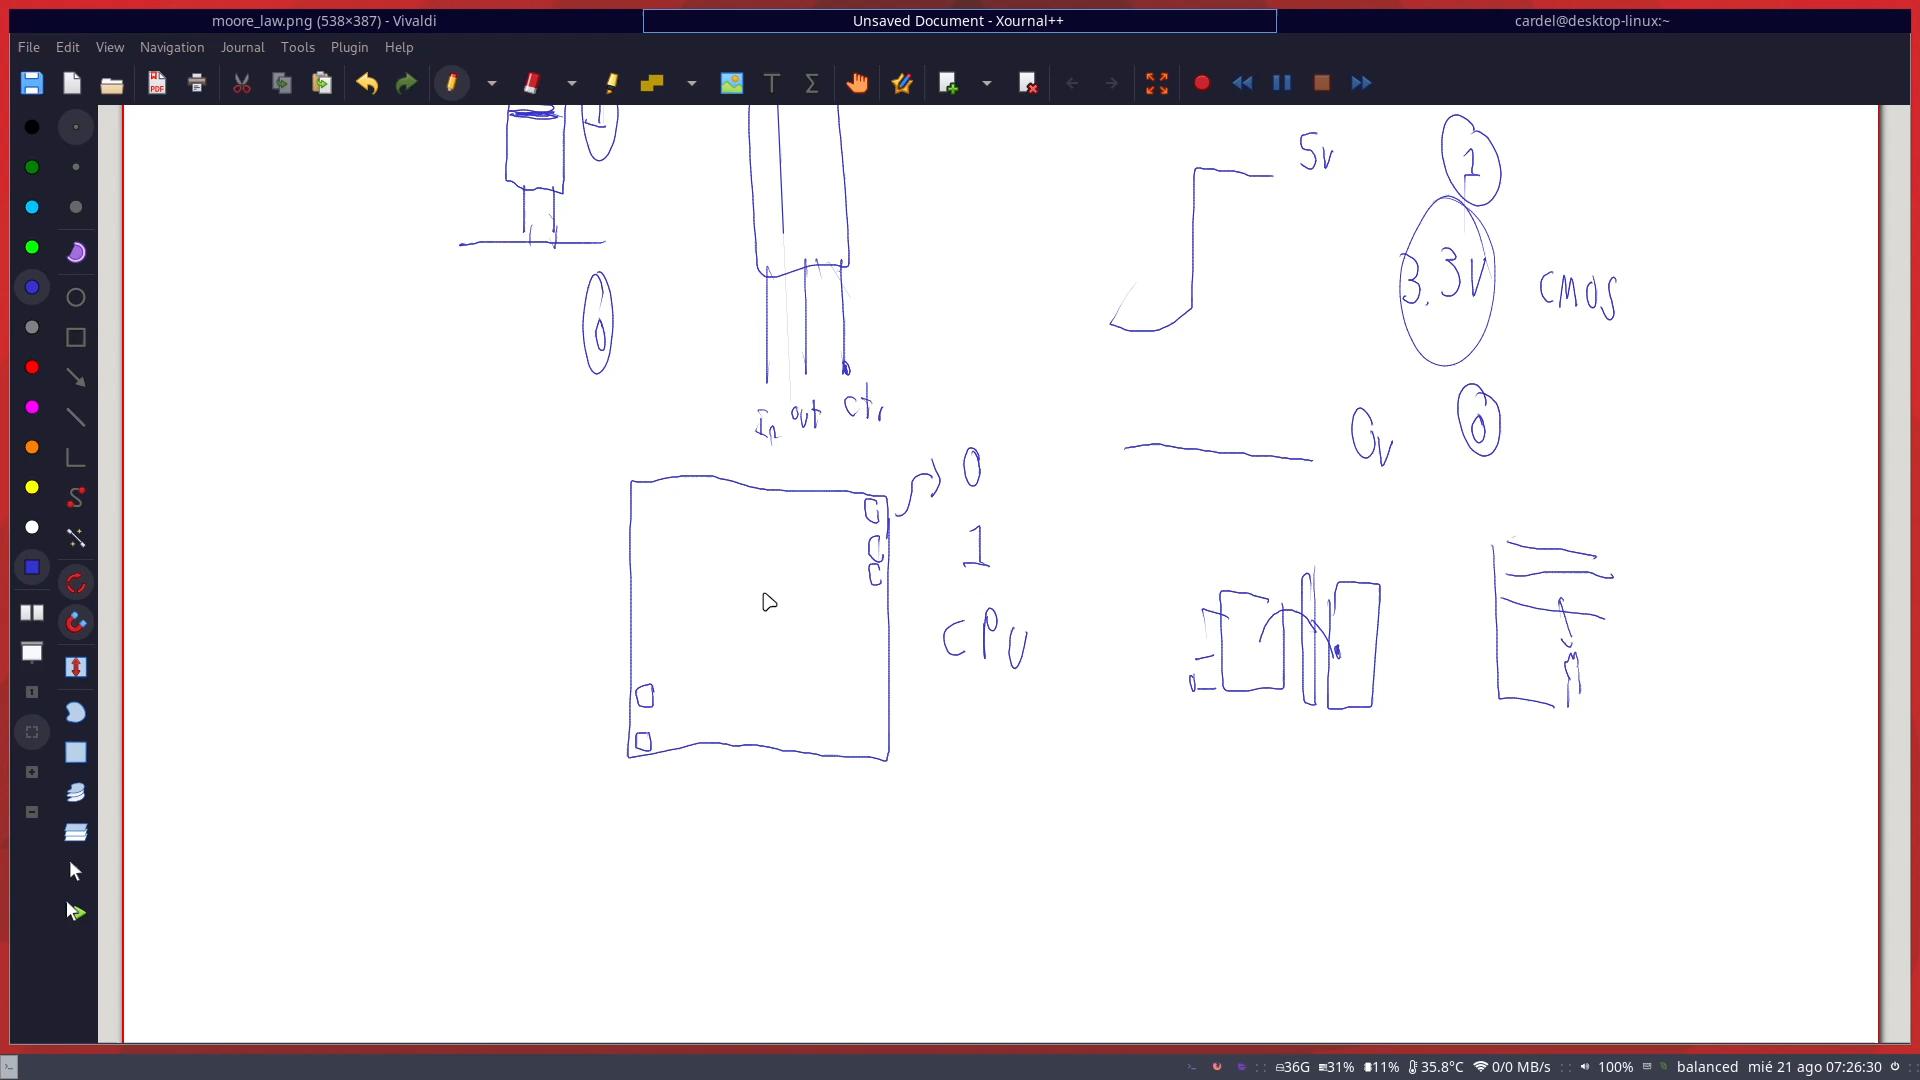 moore_law.png (538×387) - Vivaldi
Unsaved Document - Xournal++
cardel@desktop-linux:~
File Edit View Navigation Journal Tools Plugin Help
1
5v
1
3.3V
CMOS
0
In out ctr
0v
0
0
1
CPU
36G 31% 11% 35.8°C 0/0 MB/s 100% balanced mié 21 ago 07:26:30